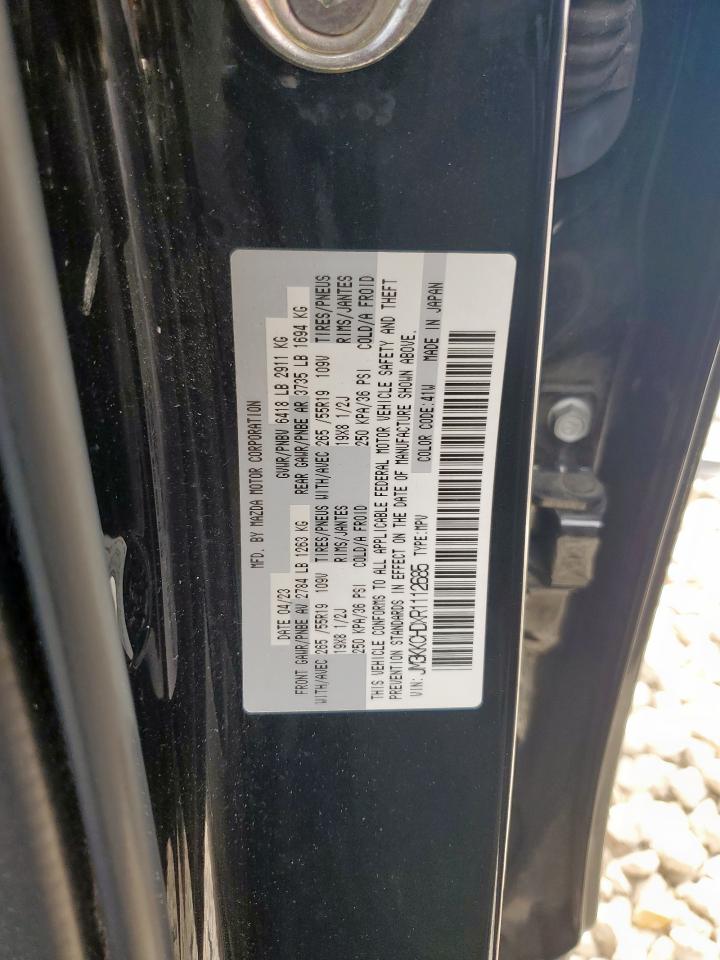 MFD. BY MAZDA MOTOR CORPORATION
DATE 04/23 GVWR/PNBV 6418 LB 2911 KG
FRONT GAWR/PNBE AV 2784 LB 1263 KG REAR GAWR/PNBE AR 3735 LB 1694 KG
WITH/AVEC 265 /55R19 109V TIRES/PNEUS WITH/AVEC 265 /55R19 109V TIRES/PNEUS
19X8 1/2J RIMS/JANTES 19X8 1/2J RIMS/JANTES
250 KPA/36 PSI COLD/A FROID 250 KPA/36 PSI COLD/A FROID
THIS VEHICLE CONFORMS TO ALL APPLICABLE FEDERAL MOTOR VEHICLE SAFETY AND THEFT
PREVENTION STANDARDS IN EFFECT ON THE DATE OF MANUFACTURE SHOWN ABOVE.
VIN: JM3KKCHDXR1112685 TYPE:MPV COLOR CODE:41W MADE IN JAPAN